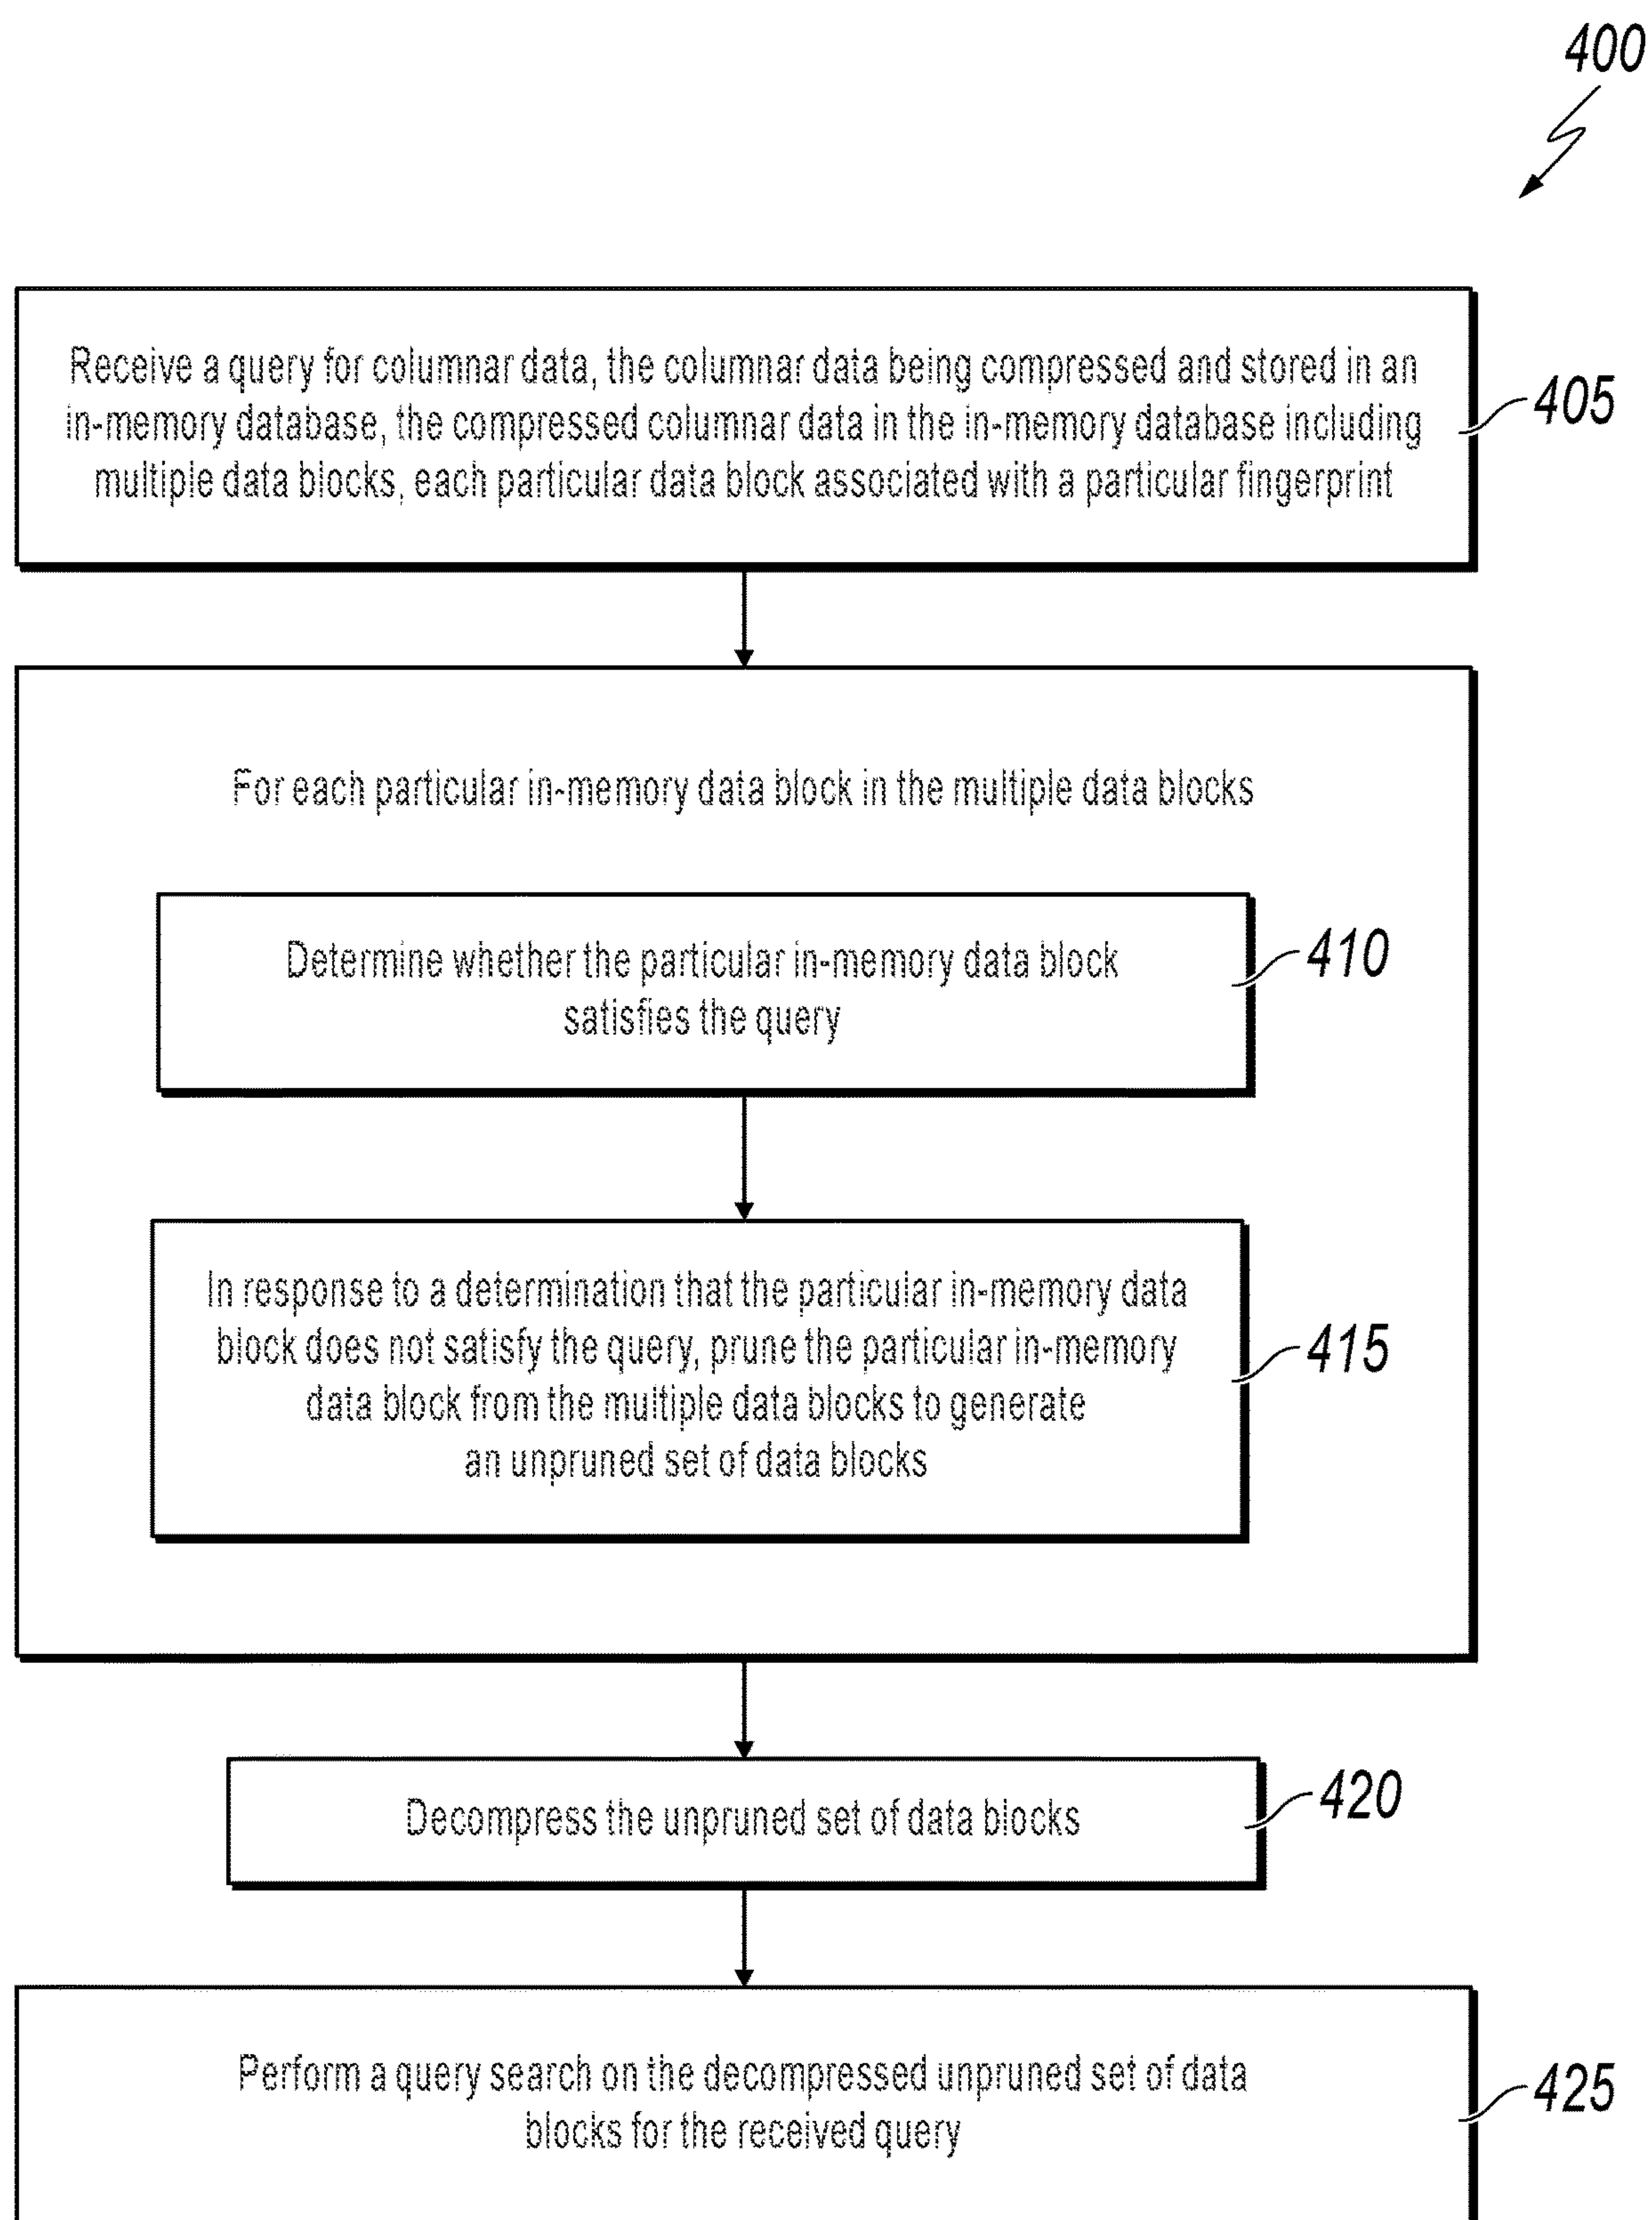 400
Receive a query for columnar data, the columnar data being compressed and stored in an
in-memory database, the compressed columnar data in the in-memory database including
multiple data blocks, each particular data block associated with a particular fingerprint
405
For each particular in-memory data block in the multiple data blocks
Determine whether the particular in-memory data block
satisfies the query
410
In response to a determination that the particular in-memory data
block does not satisfy the query, prune the particular in-memory
data block from the multiple data blocks to generate
an unpruned set of data blocks
415
Decompress the unpruned set of data blocks
420
Perform a query search on the decompressed unpruned set of data
blocks for the received query
425